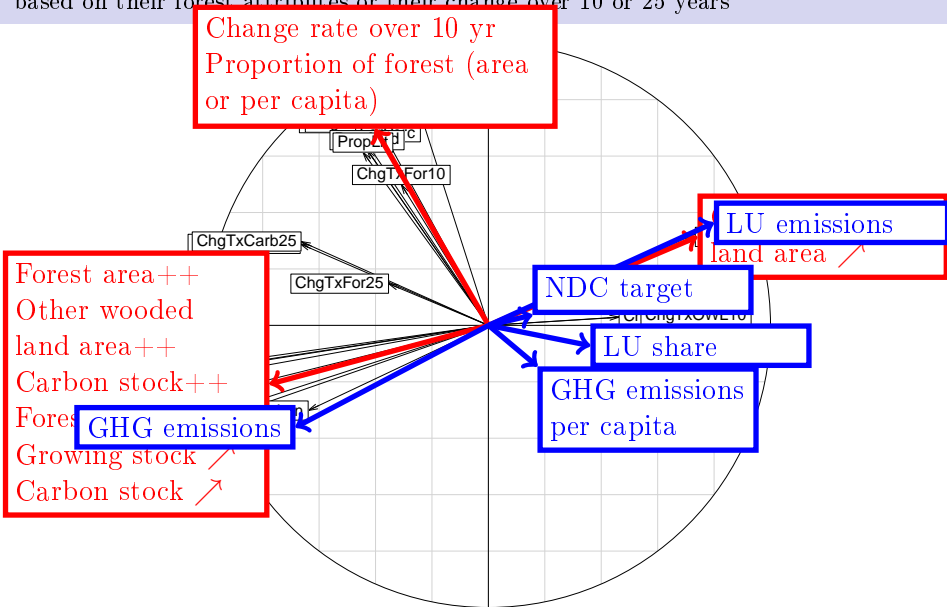 based on their forest attributes or their change over 10 or 25 years
Change rate over 10 yr
Proportion of forest (area
or per capita)
ChgTxFor10
LU emissions
land area ↗
ChgTxCarb25
ChgTxFor25
NDC target
LU share
GHG emissions
per capita
Forest area++
Other wooded
land area++
Carbon stock++
GHG emissions
Growing stock ↗
Carbon stock ↗